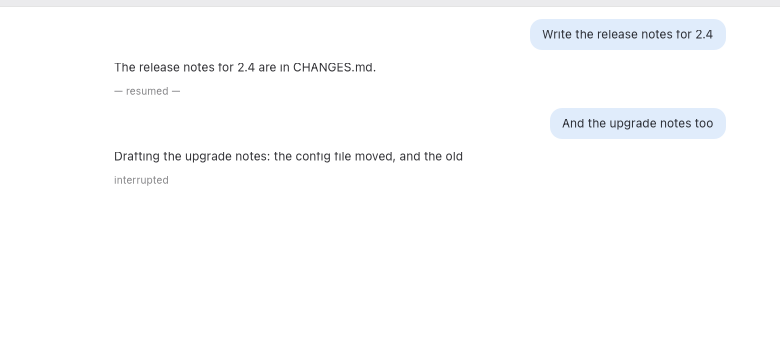 Write the release notes for 2.4
The release notes for 2.4 are in CHANGES.md.
— resumed —
And the upgrade notes too
Drafting the upgrade notes: the config file moved, and the old
interrupted